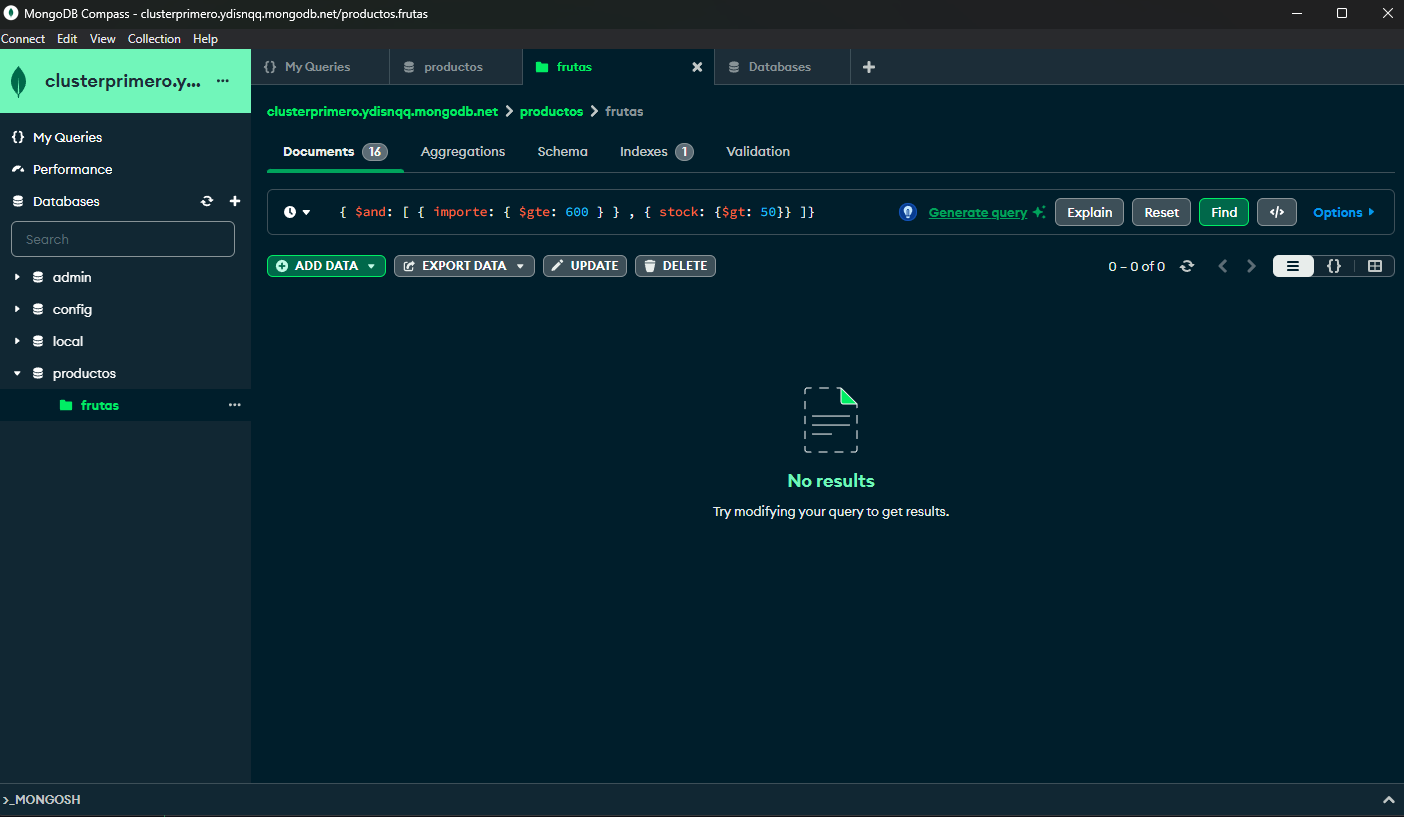 MongoDB Compass - clusterprimero.ydisnqq.mongodb.net/productos.frutas
Connect Edit View Collection Help
clusterprimero.y... ...
My Queries
productos
frutas
Databases
clusterprimero.ydisnqq.mongodb.net > productos > frutas
{} My Queries
Performance
Databases
Search
admin
config
local
productos
frutas ...
Documents 16 Aggregations Schema Indexes 1 Validation
{ $and: [ { importe: { $gte: 600 } } , { stock: {$gt: 50}} ]}
Generate query Explain Reset Find </> Options
ADD DATA EXPORT DATA UPDATE DELETE
0 – 0 of 0 {}
No results
Try modifying your query to get results.
>_MONGOSH